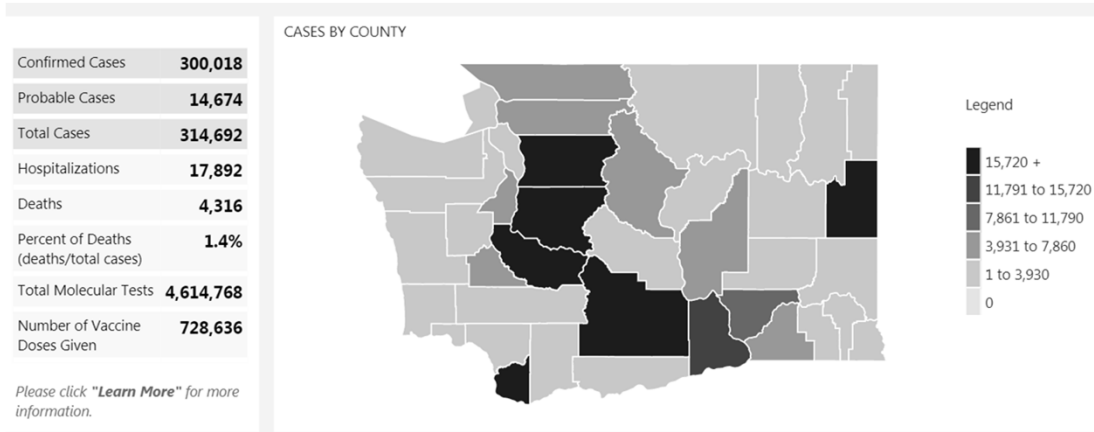 Confirmed Cases 300,018
Probable Cases 14,674
Total Cases 314,692
Hospitalizations 17,892
Deaths 4,316
Percent of Deaths 1.4%
(deaths/total cases)
Total Molecular Tests 4,614,768
Number of Vaccine 728,636
Doses Given
Please click "Learn More" for more
information.
CASES BY COUNTY
Legend
15,720 +
11,791 to 15,720
7,861 to 11,790
3,931 to 7,860
1 to 3,930
0